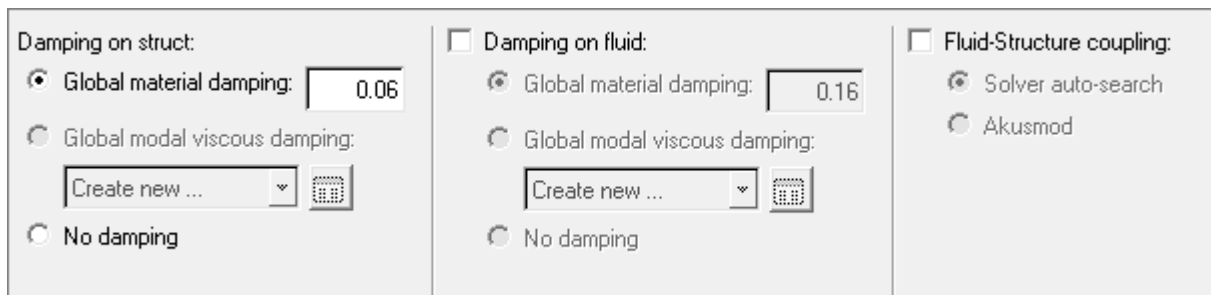 Damping on struct:
Global material damping: 0.06
Global modal viscous damping:
Create new ...
No damping
Damping on fluid:
Global material damping: 0.16
Global modal viscous damping:
Create new ...
No damping
Fluid-Structure coupling:
Solver auto-search
Akusmod